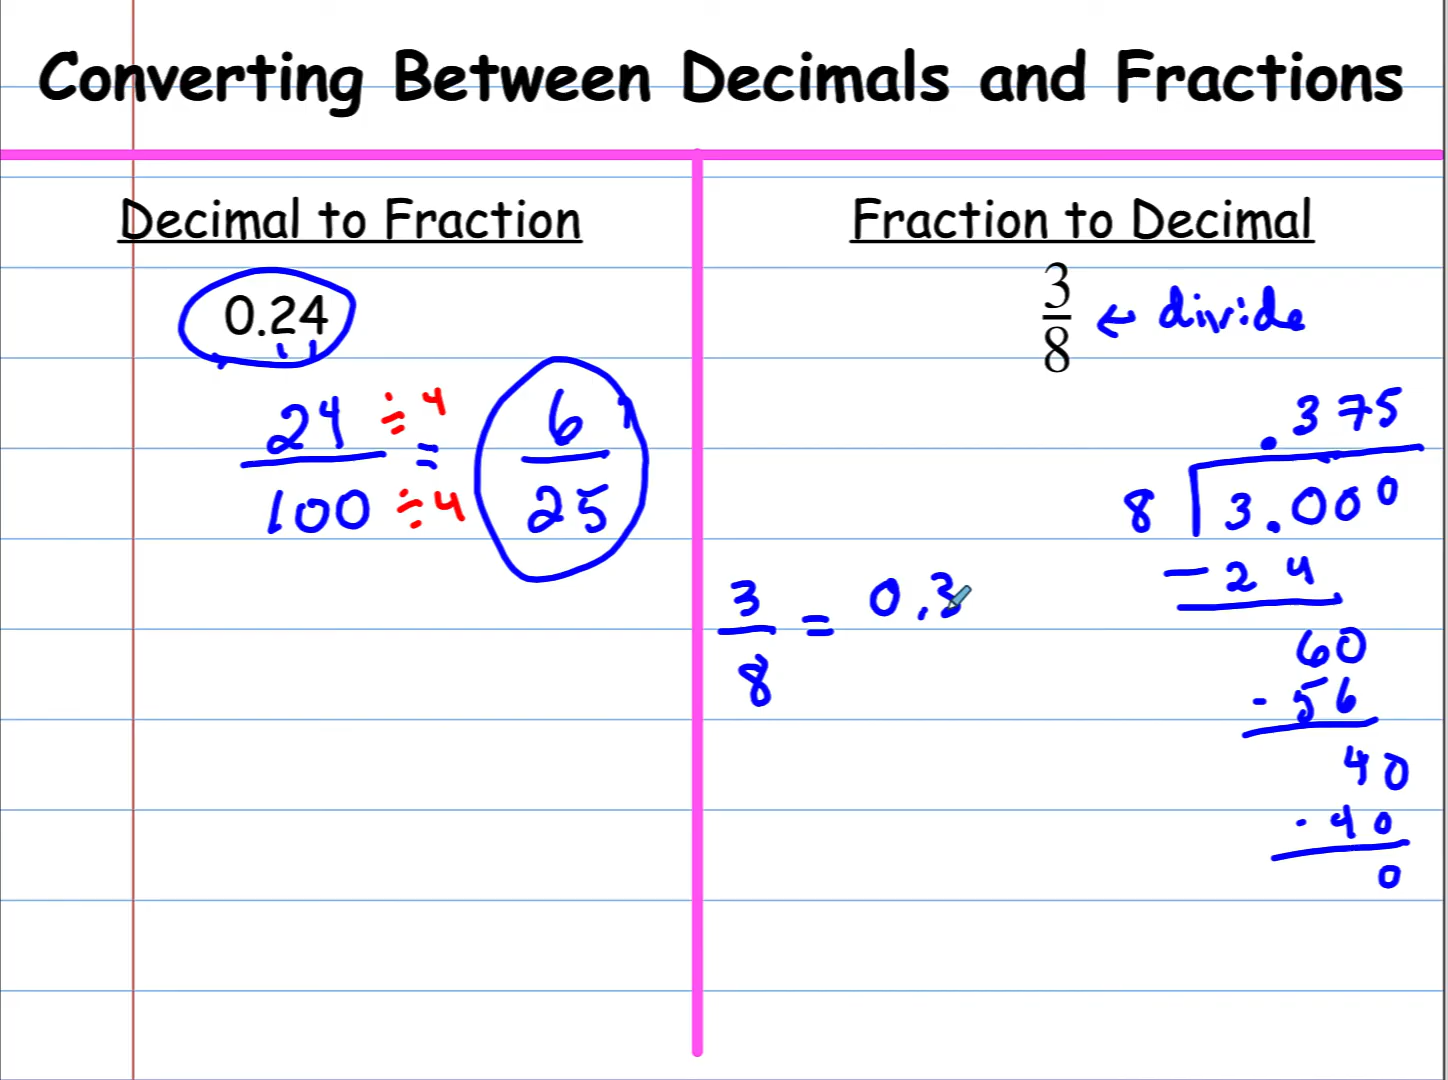 Converting Between Decimals and Fractions
Decimal to Fraction
0.24
24 ÷ 4 = 6
100 ÷ 4 25
Fraction to Decimal
3
8
← divide
.375
8 3.000
- 24
60
- 56
40
- 40
0
3 = 0.3
8